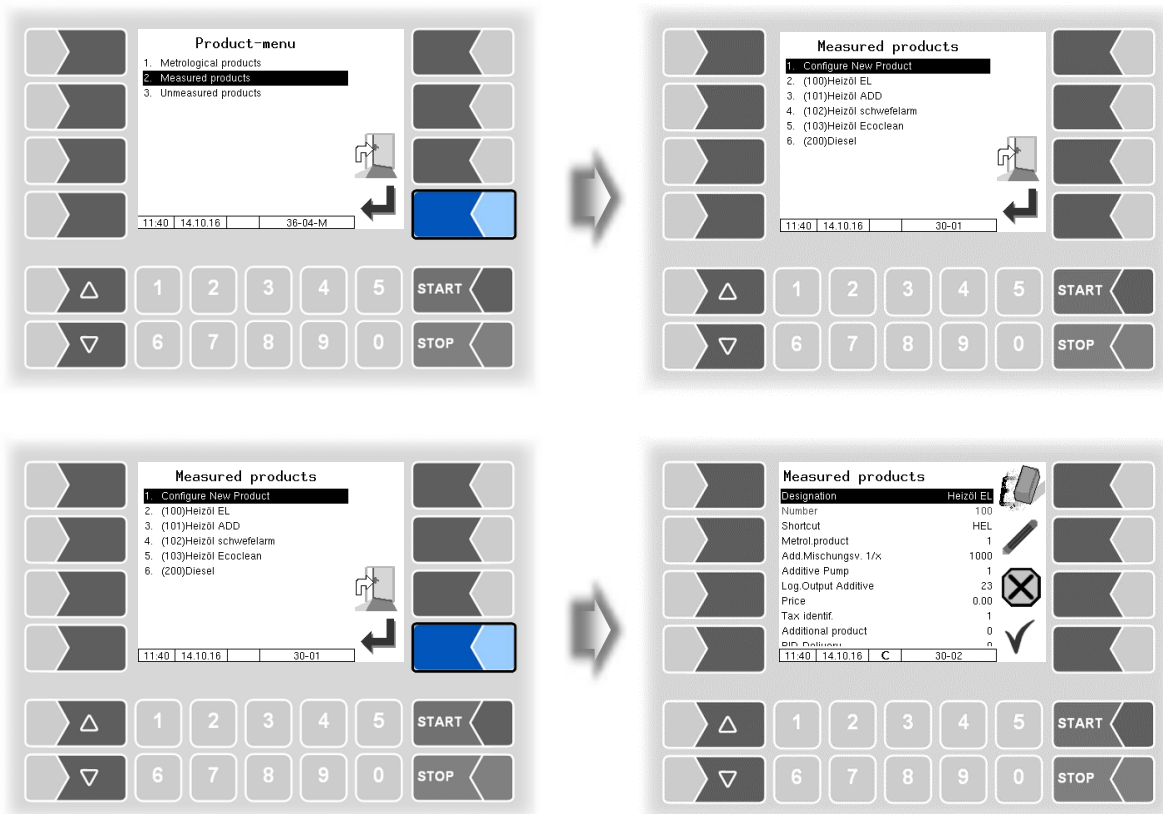 Product-menu
1. Metrological products
2. Measured products
3. Unmeasured products
11:40 14.10.16 36-04-M
1 2 3 4 5 START
6 7 8 9 0 STOP
Measured products
1. Configure New Product
2. (100)Heizöl EL
3. (101)Heizöl ADD
4. (102)Heizöl schwefelarm
5. (103)Heizöl Ecoclean
6. (200)Diesel
11:40 14.10.16 30-01
1 2 3 4 5 START
6 7 8 9 0 STOP
Measured products
1. Configure New Product
2. (100)Heizöl EL
3. (101)Heizöl ADD
4. (102)Heizöl schwefelarm
5. (103)Heizöl Ecoclean
6. (200)Diesel
11:40 14.10.16 30-01
1 2 3 4 5 START
6 7 8 9 0 STOP
Measured products
Designation Heizöl EL
Number 100
Shortcut HEL
Metrol.product 1
Add.Mischungsv. 1/x 1000
Additive Pump 1
Log.Output Additive 23
Price 0.00
Tax identif. 1
Additional product 0
PID-Delivery 0
11:40 14.10.16 C 30-02
1 2 3 4 5 START
6 7 8 9 0 STOP